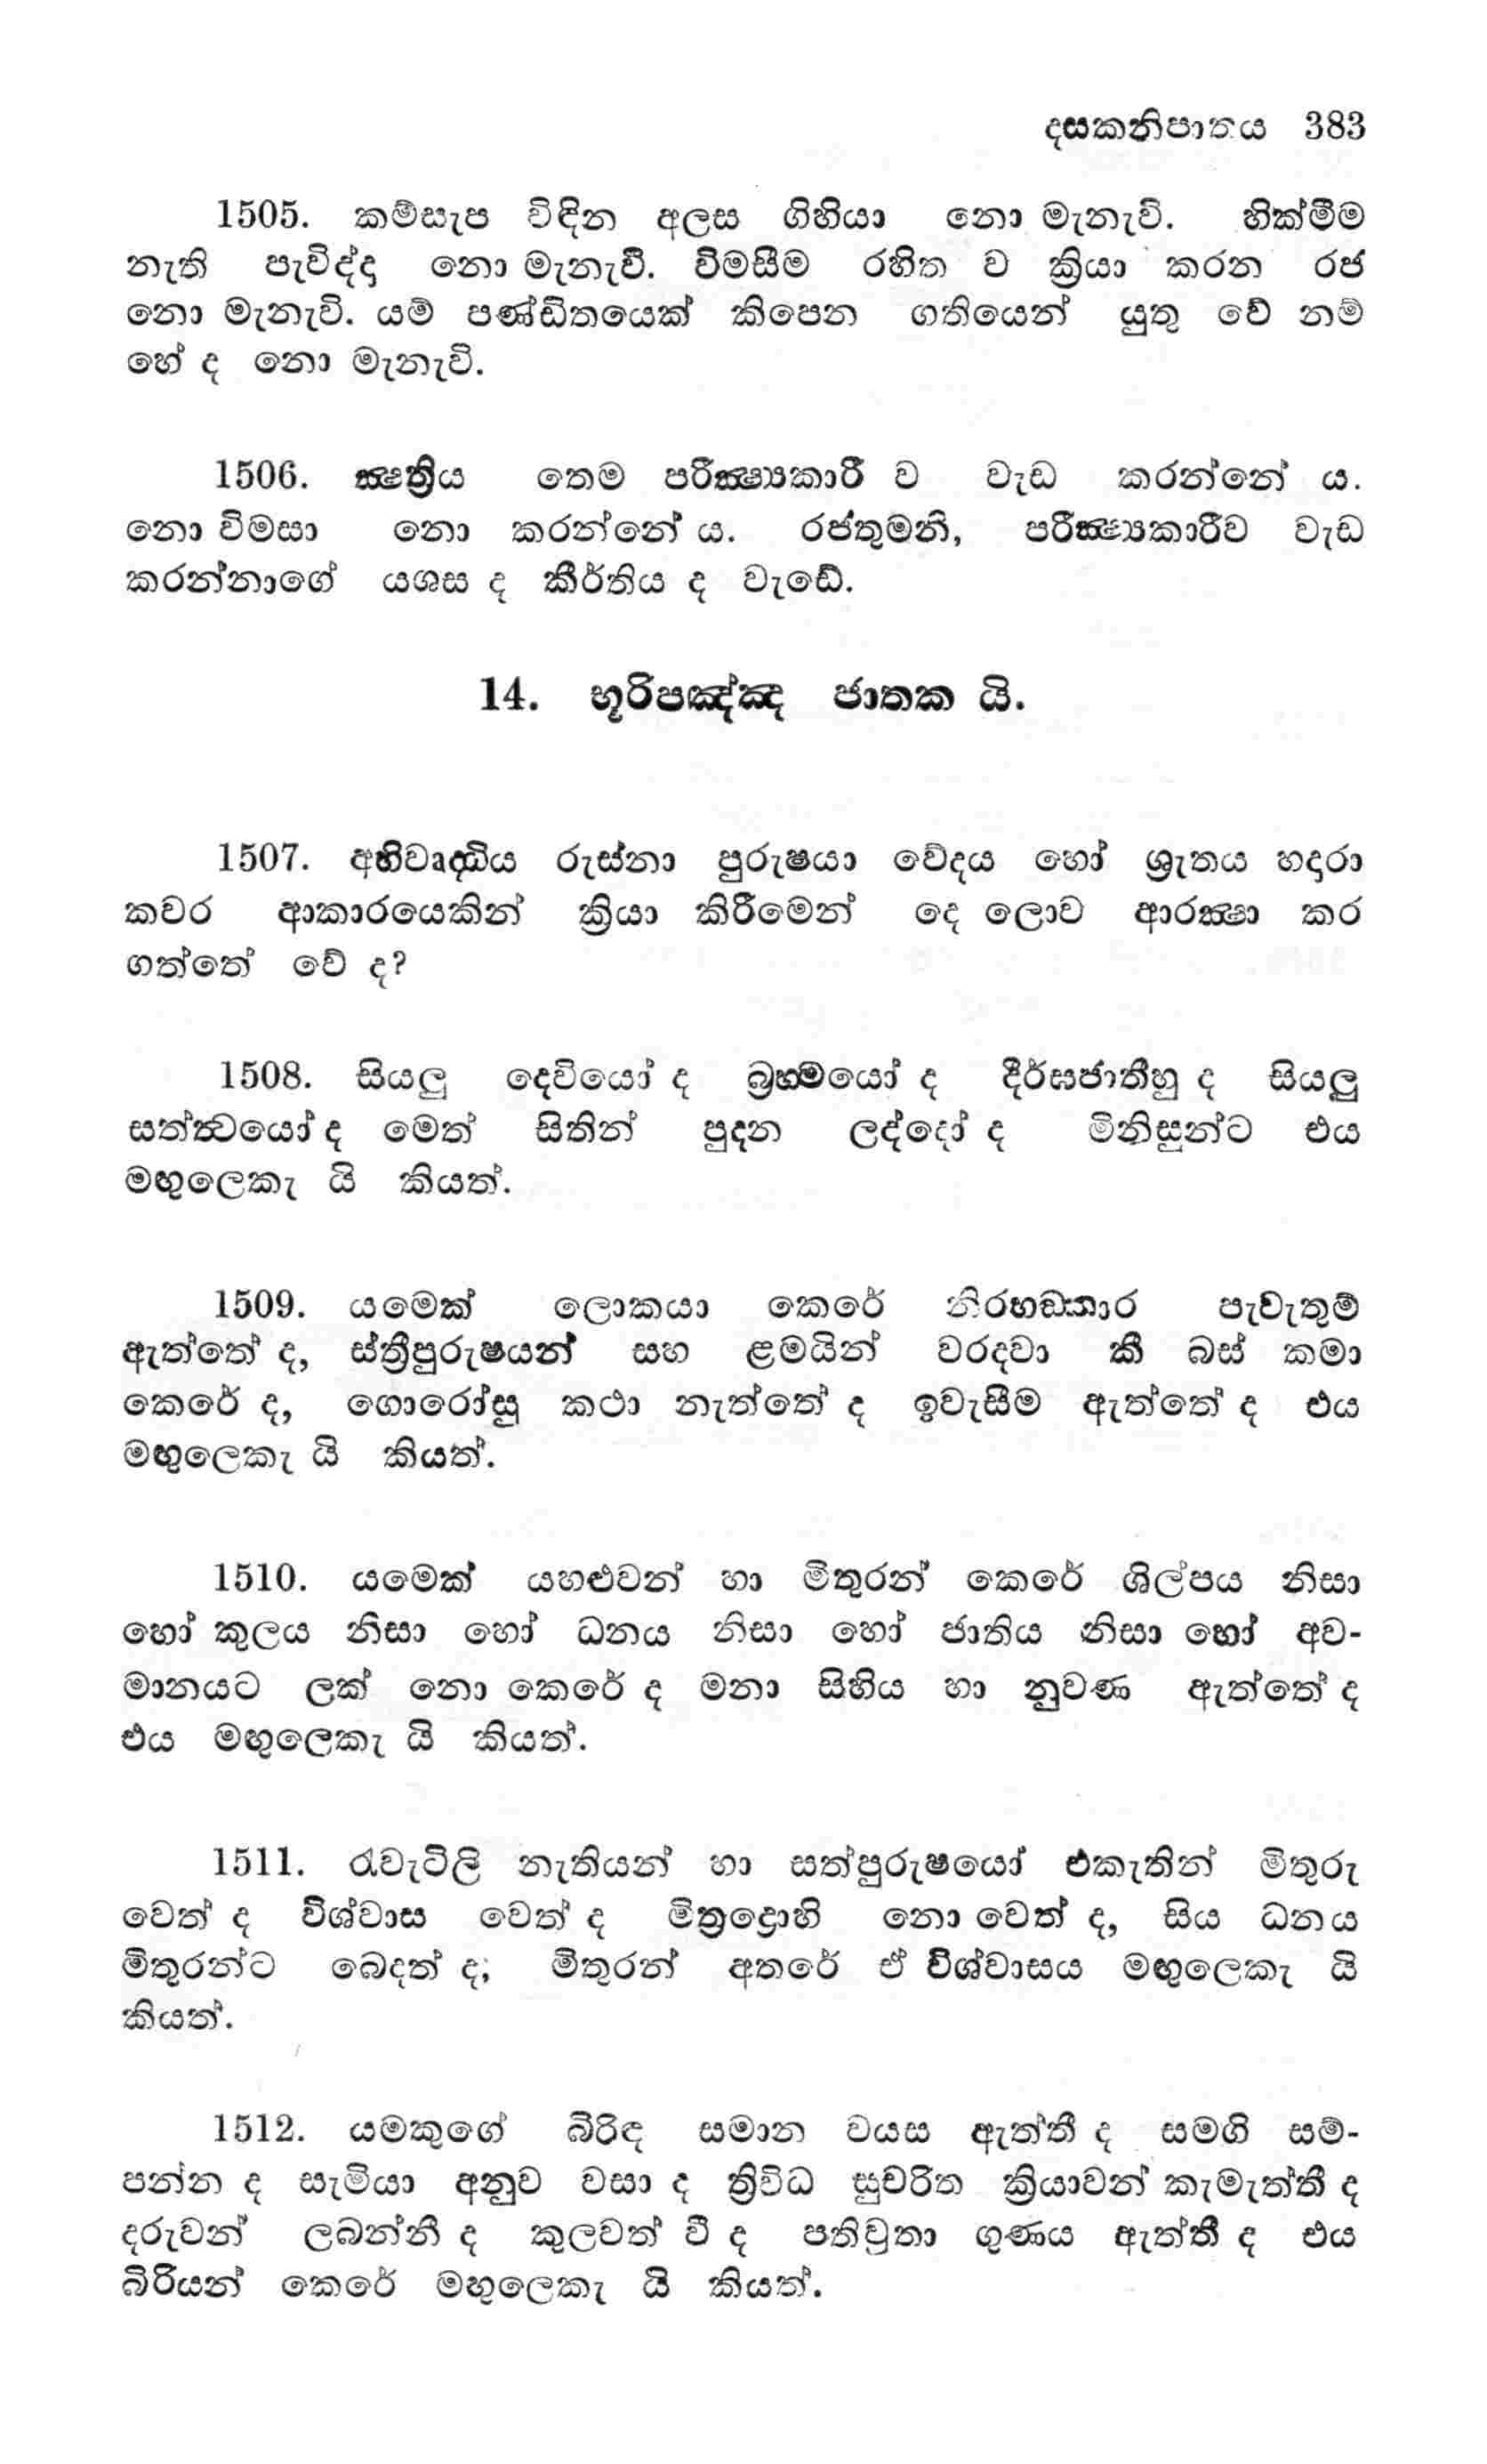 දසකනිපාතය 383
1505. කම්සැප විඳින අලස ගිහියා නො මැනැවි. හික්මීම
නැති පැවිද්ද නො මැනැවි. විමසීම රහිත ව ක්‍රියා කරන රජ
නො මැනැවි. යම් පණ්ඩිතයෙක් කිපෙන ගතියෙන් යුතු වේ නම්
හේ ද නො මැනැවි.
1506. ක්‍ෂත්‍රිය තෙම පරීක්‍ෂ්‍යකාරී ව වැඩ කරන්නේ ය.
නො විමසා නො කරන්නේ ය. රජතුමනි, පරීක්‍ෂ්‍යකාරීව වැඩ
කරන්නාගේ යශස ද කීර්තිය ද වැඩේ.
14. භූරිපඤ්ඤ ජාතක යි.
1507. අභිවෘද්‍ධිය රුස්නා පුරුෂයා වේදය හෝ ශ්‍රැතය හදාරා
කවර ආකාරයෙකින් ක්‍රියා කිරීමෙන් දෙ ලොව ආරක්‍ෂා කර
ගත්තේ වේ ද?
1508. සියලු දෙවියෝ ද බ්‍රහ්මයෝ ද දීර්ඝජාතීහු ද සියලු
සත්ත්‍වයෝ ද මෙත් සිතින් පුදන ලද්දෝ ද මිනිසුන්ට එය
මඟුලෙකැ යි කියත්.
1509. යමෙක් ලොකයා කෙරේ නිරහඞ්කාර පැවැතුම්
ඇත්තේ ද, ස්ත්‍රීපුරුෂයන් සහ ළමයින් වරදවා කී බස් කමා
කෙරේ ද, ගොරෝසු කථා නැත්තේ ද ඉවැසීම ඇත්තේ ද එය
මඟුලෙකැ යි කියත්.
1510. යමෙක් යහළුවන් හා මිතුරන් කෙරේ ශිල්පය නිසා
හෝ කුලය නිසා හෝ ධනය නිසා හෝ ජාතිය නිසා හෝ අව-
මානයට ලක් නො කෙරේ ද මනා සිහිය හා නුවණ ඇත්තේ ද
එය මඟුලෙකැ යි කියත්.
1511. රැවැටිලි නැතියන් හා සත්පුරුෂයෝ එකැතින් මිතුරු
වෙත් ද විශ්වාස වෙත් ද මිත්‍රද්‍රොහි නො වෙත් ද, සිය ධනය
මිතුරන්ට බෙදත් ද; මිතුරන් අතරේ ඒ විශ්වාසය මඟුලෙකැ යි
කියත්.
1512. යමකුගේ බිරිඳ සමාන වයස ඇත්තී ද සමගි සම්-
පන්න ද සැමියා අනුව වසා ද ත්‍රිවිධ සුචරිත ක්‍රියාවන් කැමැත්තී ද
දරුවන් ලබන්නී ද කුලවත් වී ද පතිව්‍රතා ගුණය ඇත්තී ද එය
බිරියන් කෙරේ මඟුලෙකැ යි කියත්.